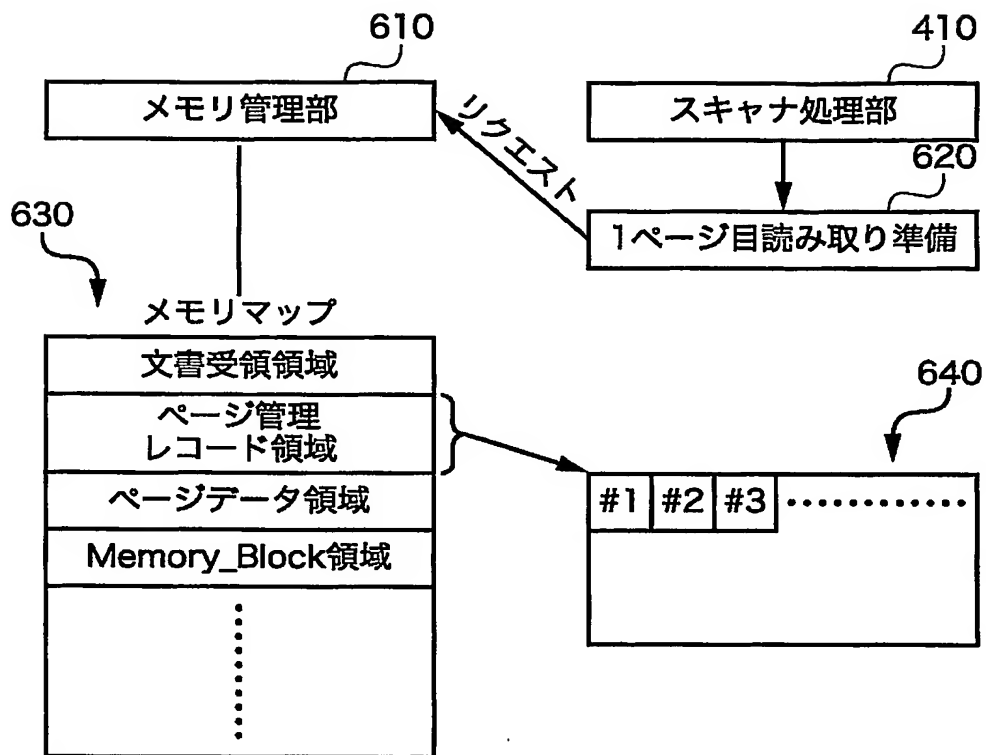 610
410
メモリ管理部
スキャナ処理部
リクエスト
620
1ページ目読み取り準備
630
メモリマップ
文書受領領域
640
ページ管理
レコード領域
ページデータ領域
#1 #2 #3 ············
Memory_Block領域